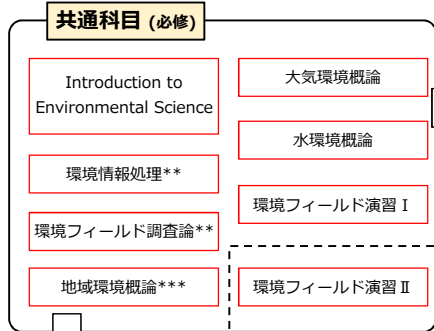 共通科目 (必修)
Introduction to
Environmental Science
環境情報処理**
環境フィールド調査論**
地域環境概論***
大気環境概論
水環境概論
環境フィールド演習 I
環境フィールド演習 II